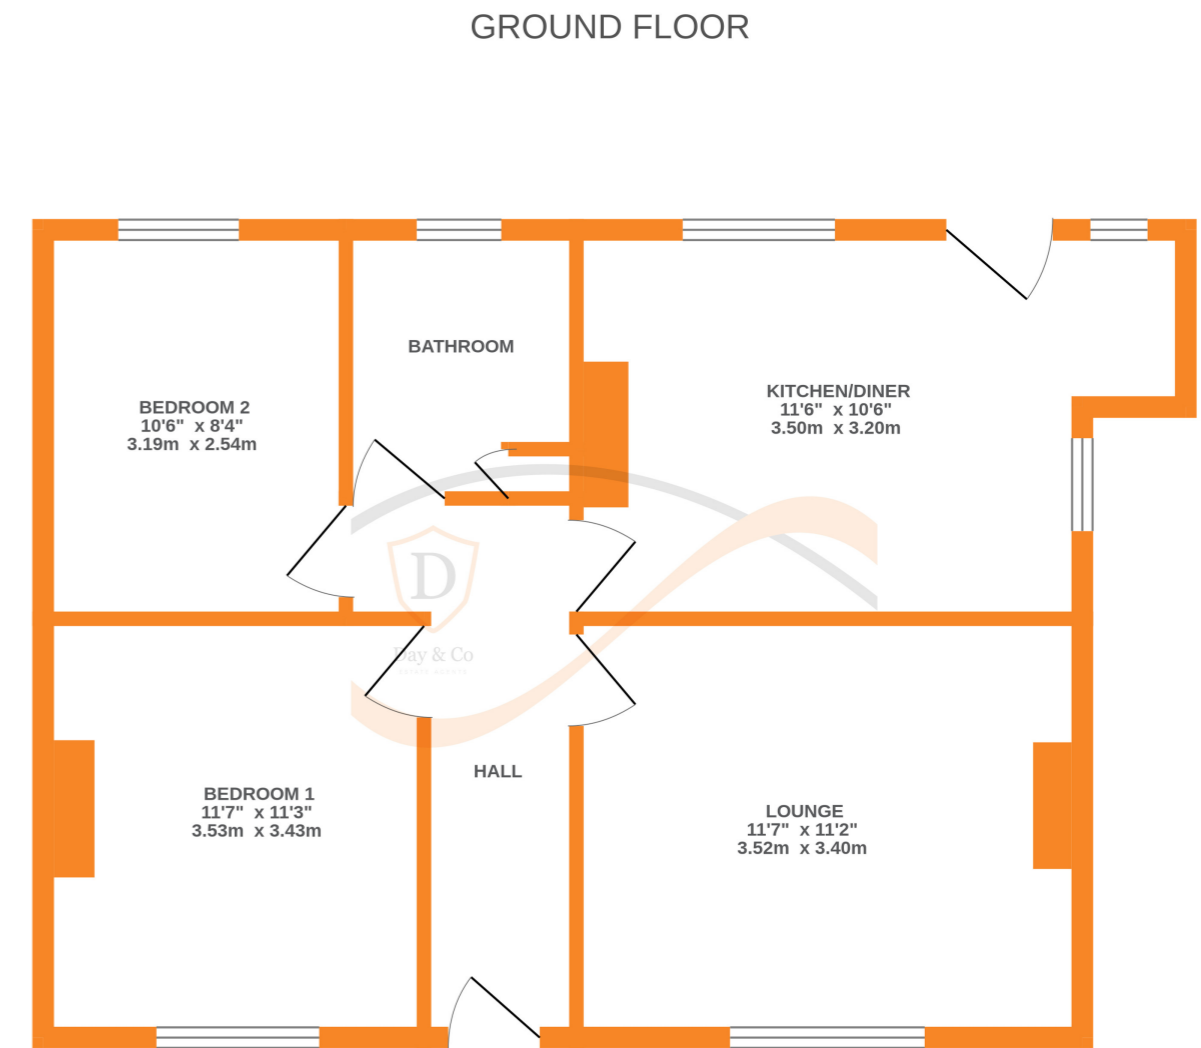 GROUND FLOOR
BATHROOM
KITCHEN/DINER
11'6" x 10'6"
3.50m x 3.20m
BEDROOM 2
10'6" x 8'4"
3.19m x 2.54m
D
Day & Co
HALL
BEDROOM 1
11'7" x 11'3"
3.53m x 3.43m
LOUNGE
11'7" x 11'2"
3.52m x 3.40m